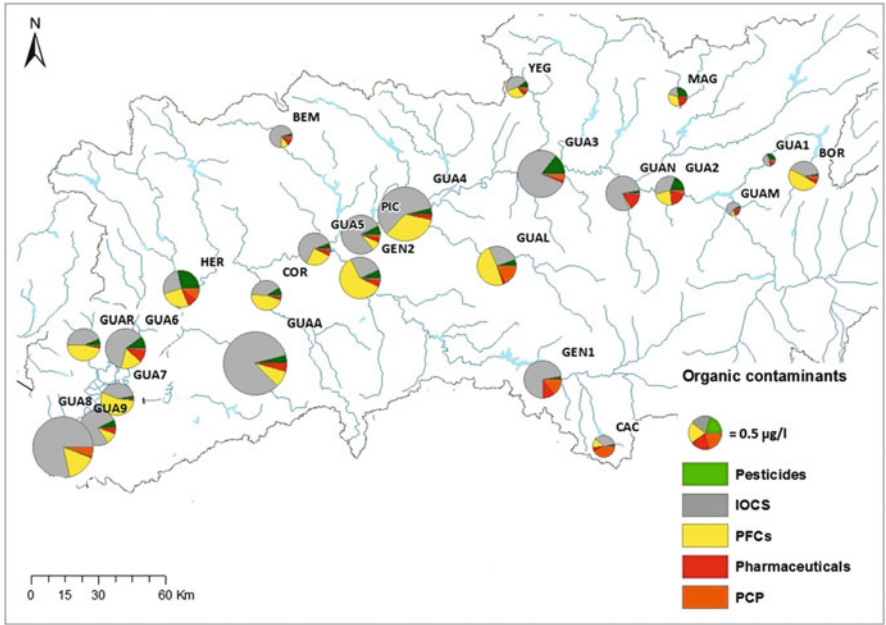 N
YEG
MAG
BEM
GUA3
GUA1
BOR
GUA4
GUAN
GUA2
GUAM
PIC
GUA5
GEN2
GUAL
HER
COR
GUAA
GUAR
GUA6
GUA7
GEN1
GUA8
GUA9
CAC
Organic contaminants
= 0.5 µg/l
Pesticides
IOCS
PFCs
Pharmaceuticals
PCP
0 15 30 60 Km